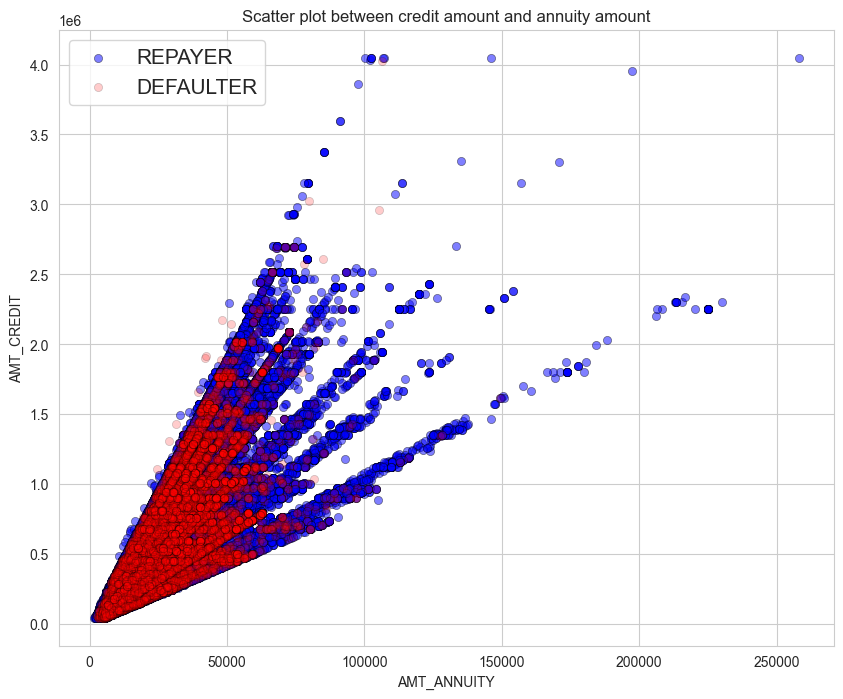 Scatter plot between credit amount and annuity amount
1e6
REPAYER
DEFAULTER
4.0
3.5
3.0
2.5
2.0
1.5
1.0
0.5
0.0
AMT_CREDIT
0 50000 100000 150000 200000 250000
AMT_ANNUITY